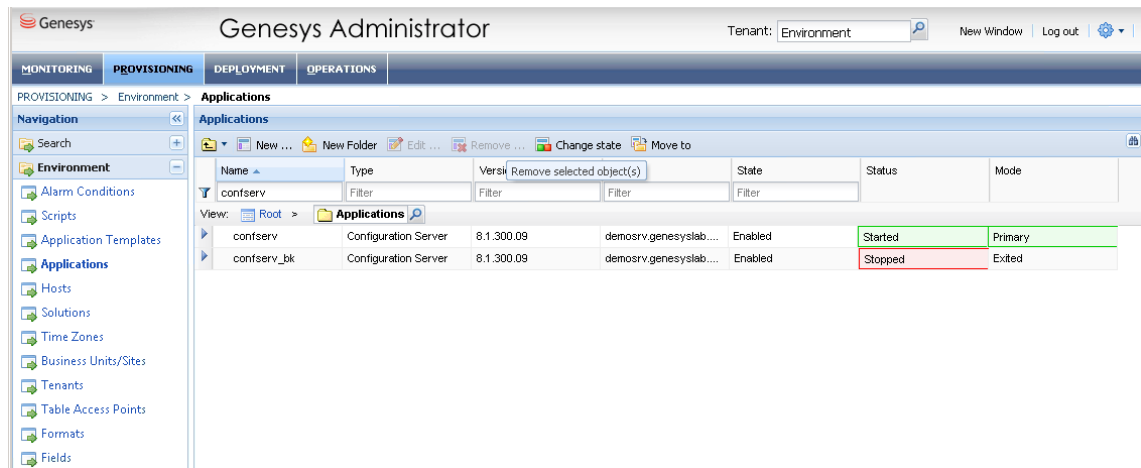 Genesys
Genesys Administrator
Tenant: Environment
New Window Log out
MONITORING PROVISIONING DEPLOYMENT OPERATIONS
PROVISIONING > Environment > Applications
Navigation
Applications
Search
New ... New Folder Edit ... Remove ... Change state Move to
Environment
Name Type Versi State Status Mode
Remove selected object(s)
Alarm Conditions
confserv Filter Filter Filter Filter
Scripts
View: Root > Applications
Application Templates
confserv Configuration Server 8.1.300.09 demosrv.genesyslab.... Enabled Started Primary
Applications
confserv_bk Configuration Server 8.1.300.09 demosrv.genesyslab.... Enabled Stopped Exited
Hosts
Solutions
Time Zones
Business Units/Sites
Tenants
Table Access Points
Formats
Fields